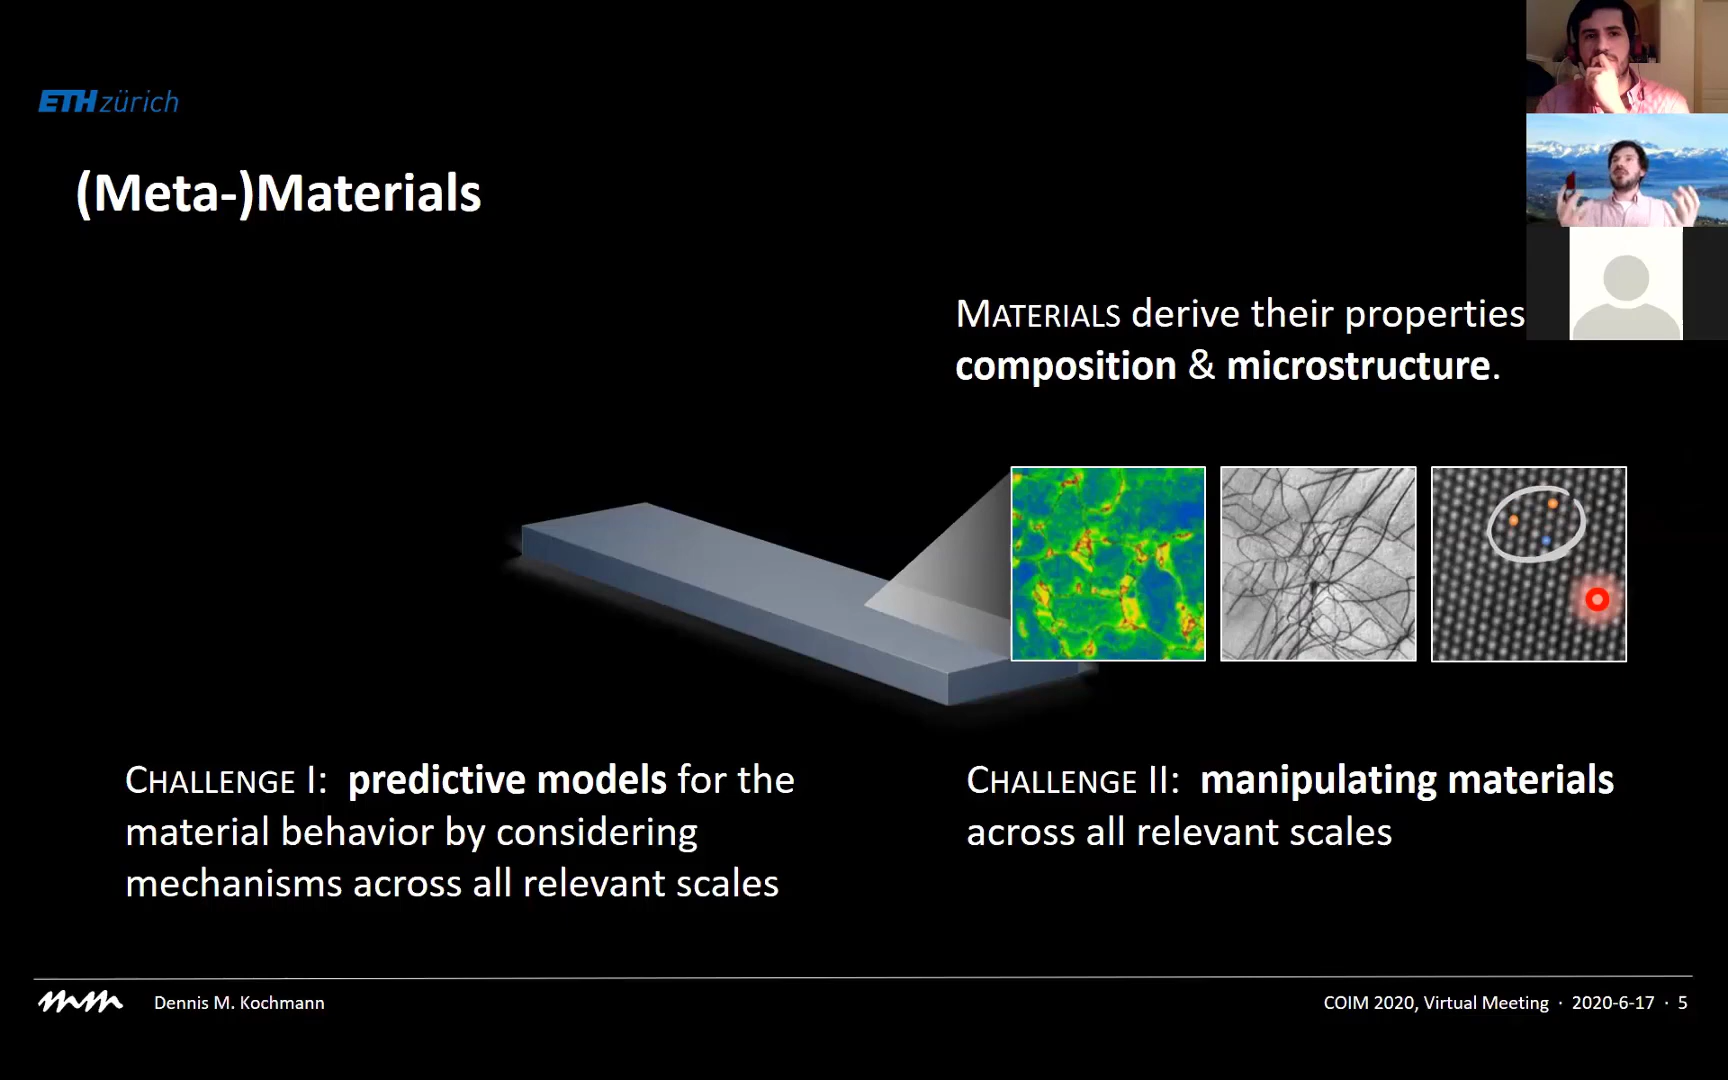 ETH zürich
(Meta-)Materials
MATERIALS derive their properties
composition & microstructure.
CHALLENGE I: predictive models for the
material behavior by considering
mechanisms across all relevant scales
CHALLENGE II: manipulating materials
across all relevant scales
Dennis M. Kochmann
COIM 2020, Virtual Meeting · 2020-6-17 · 5